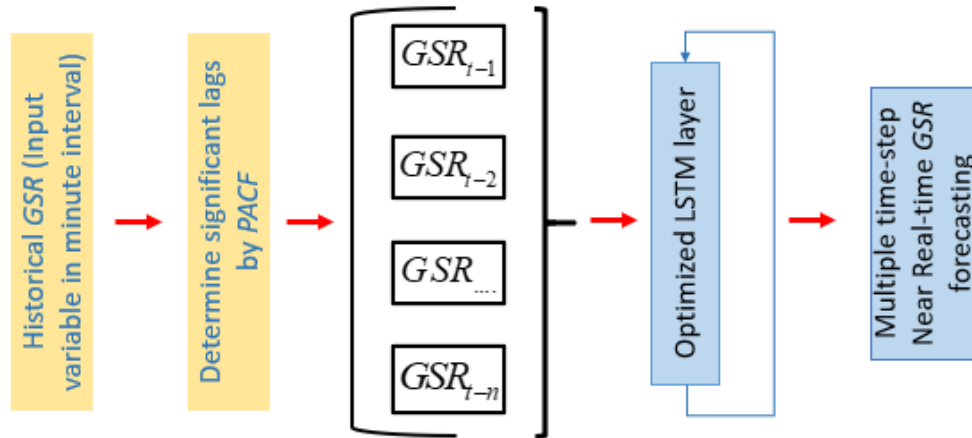 Historical GSR (Input
variable in minute interval)
Determine significant lags
by PACF
GSR_{t-1}
GSR_{t-2}
GSR_{....}
GSR_{t-n}
Optimized LSTM layer
Multiple time-step
Near Real-time GSR
forecasting